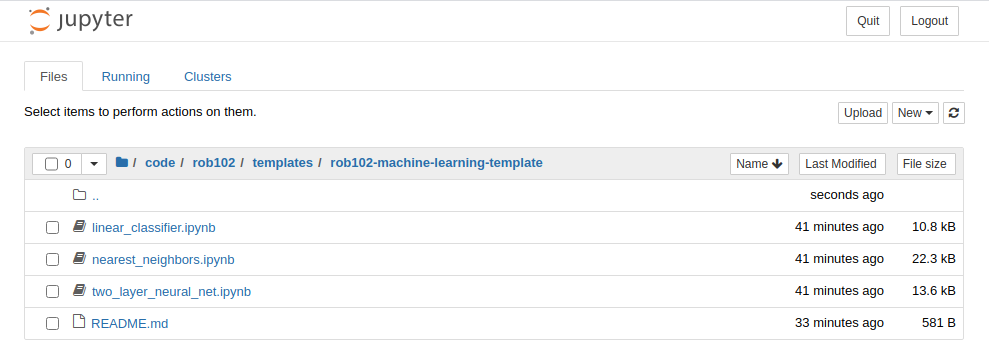 jupyter Quit Logout
Files Running Clusters
Select items to perform actions on them. Upload New
0 / code / rob102 / templates / rob102-machine-learning-template Name Last Modified File size
.. seconds ago
linear_classifier.ipynb 41 minutes ago 10.8 kB
nearest_neighbors.ipynb 41 minutes ago 22.3 kB
two_layer_neural_net.ipynb 41 minutes ago 13.6 kB
README.md 33 minutes ago 581 B